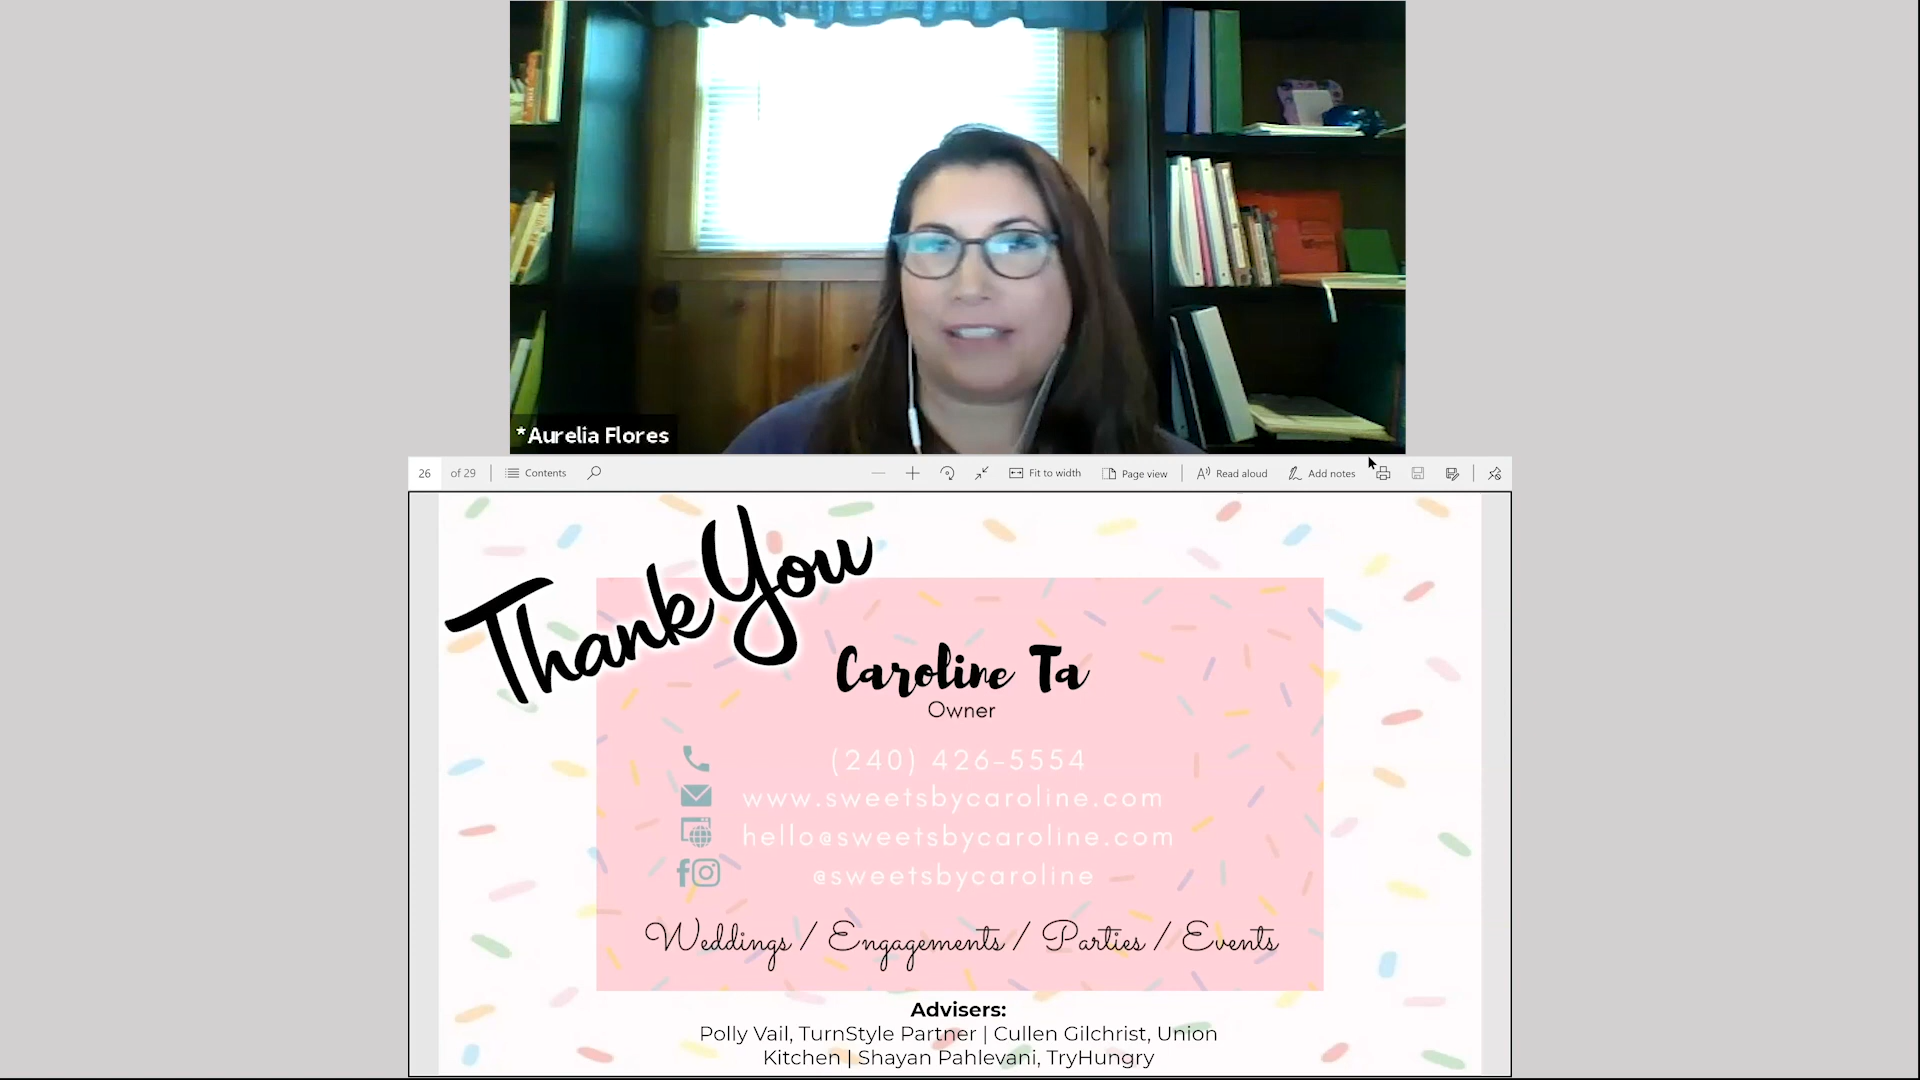 *Aurelia Flores
26 of 29 Contents Fit to width Page view Read aloud Add notes
Thank You
Caroline Ta
Owner
(240) 426-5554
www.sweetsbycaroline.com
hello@sweetsbycaroline.com
@sweetsbycaroline
Weddings / Engagements / Parties / Events
Advisers:
Polly Vail, TurnStyle Partner | Cullen Gilchrist, Union
Kitchen | Shayan Pahlevani, TryHungry